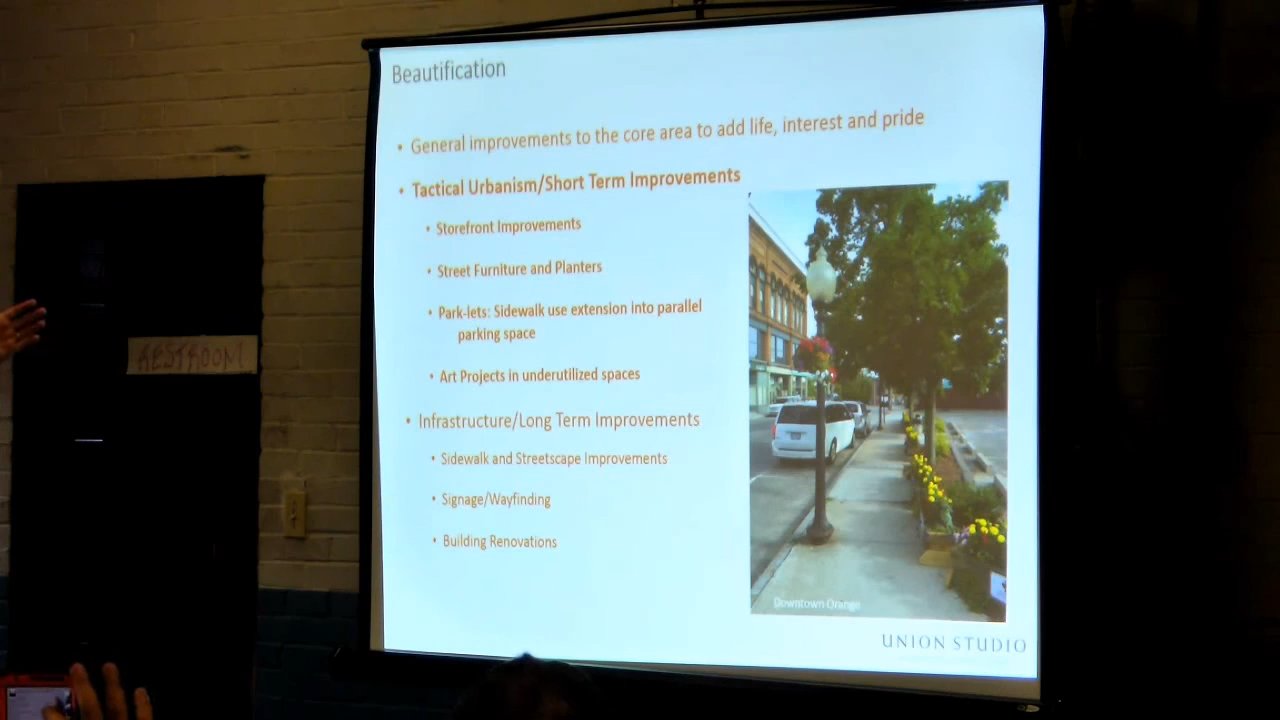 Beautification
• General improvements to the core area to add life, interest and pride
• Tactical Urbanism/Short Term Improvements
• Storefront Improvements
• Street Furniture and Planters
• Park-lets: Sidewalk use extension into parallel
parking space
• Art Projects in underutilized spaces
• Infrastructure/Long Term Improvements
• Sidewalk and Streetscape Improvements
• Signage/Wayfinding
• Building Renovations
Downtown Orange
UNION STUDIO
RESTROOM